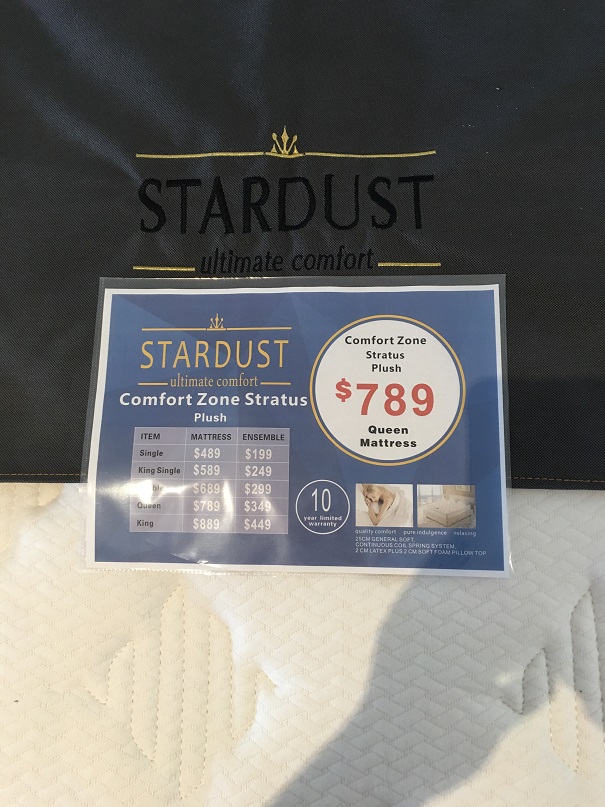 STARDUST
ultimate comfort
STARDUST
ultimate comfort
Comfort Zone Stratus
Plush
Comfort Zone
Stratus
Plush
$789
Queen
Mattress
ITEM MATTRESS ENSEMBLE
Single $489 $199
King Single $589 $249
$689 $299
Queen $789 $349
King $889 $449
10
year limited
warranty
quality comfort pure indulgence relaxing
25CM GENERAL SOFT,
CONTINUOUS COIL SPRING SYSTEM,
2 CM LATEX PLUS 2 CM SOFT FOAM PILLOW TOP